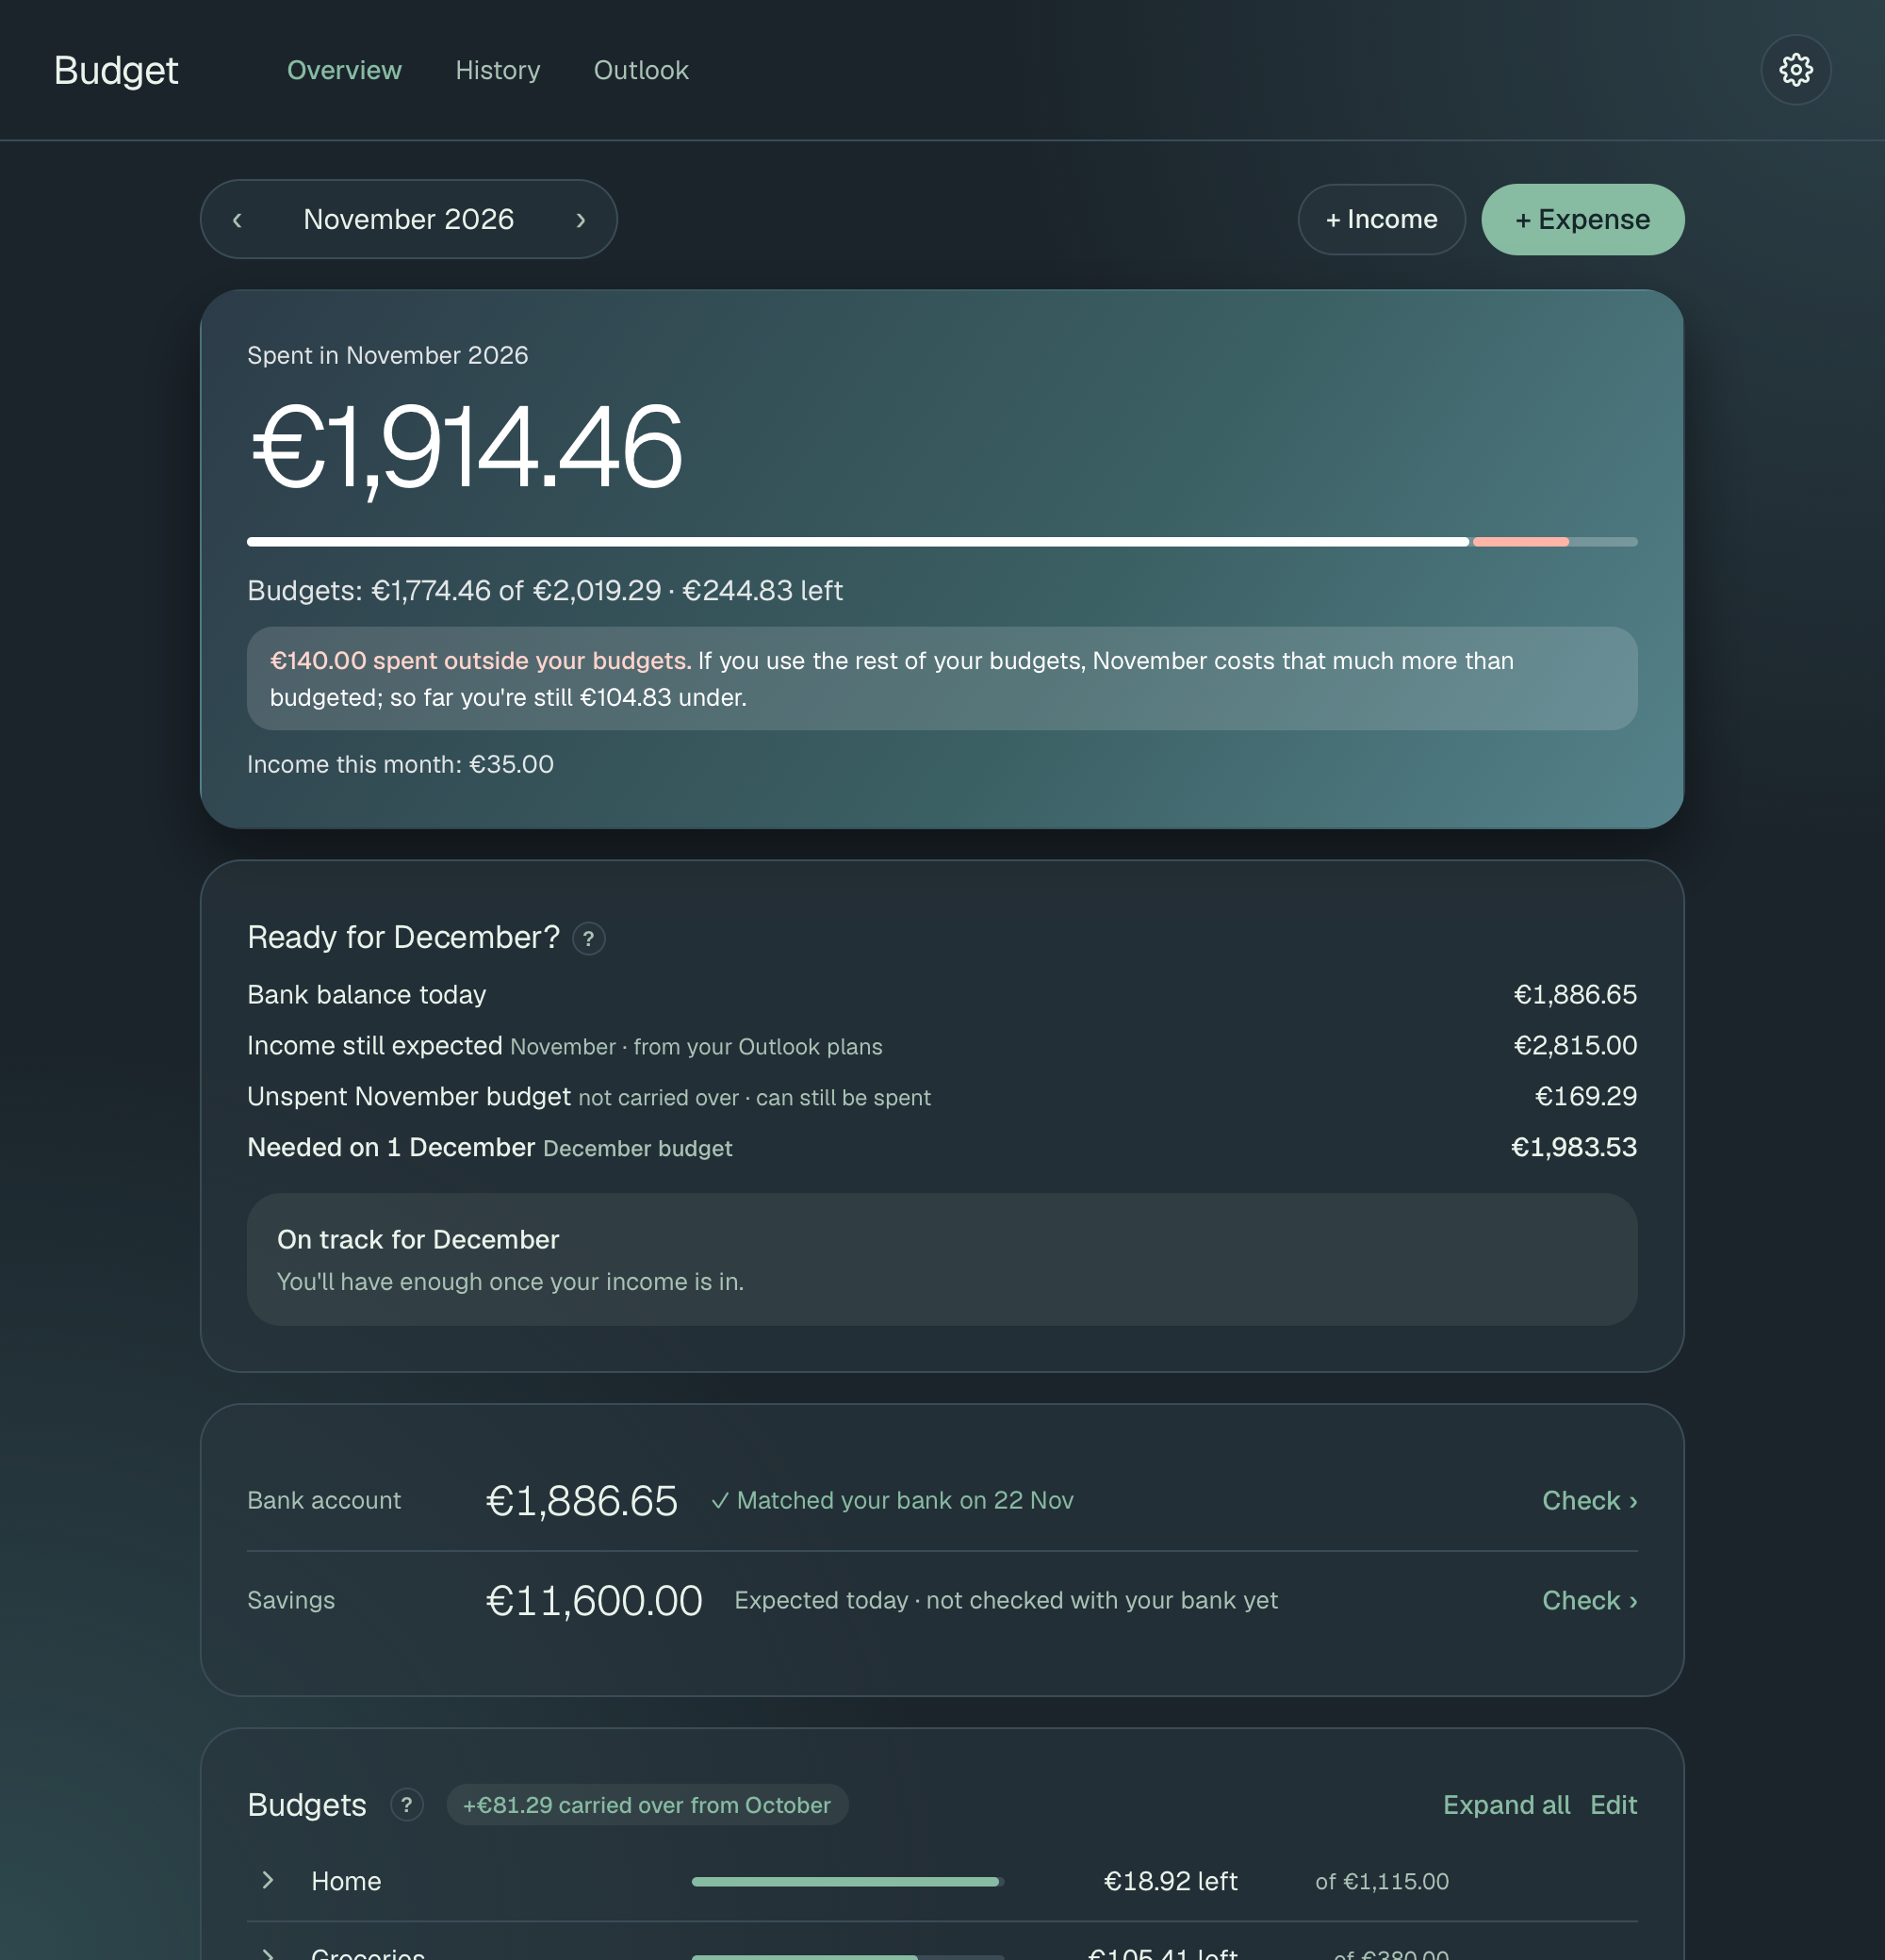 Budget
Overview
History
Outlook
‹ November 2026 ›
+ Income
+ Expense
Spent in November 2026
€1,914.46
Budgets: €1,774.46 of €2,019.29 · €244.83 left
€140.00 spent outside your budgets. If you use the rest of your budgets, November costs that much more than
budgeted; so far you're still €104.83 under.
Income this month: €35.00
Ready for December? ?
Bank balance today €1,886.65
Income still expected November · from your Outlook plans €2,815.00
Unspent November budget not carried over · can still be spent €169.29
Needed on 1 December December budget €1,983.53
On track for December
You'll have enough once your income is in.
Bank account €1,886.65 ✓ Matched your bank on 22 Nov Check ›
Savings €11,600.00 Expected today · not checked with your bank yet Check ›
Budgets ? +€81.29 carried over from October Expand all Edit
Home €18.92 left of €1,115.00
Groceries €105.41 left of €380.00